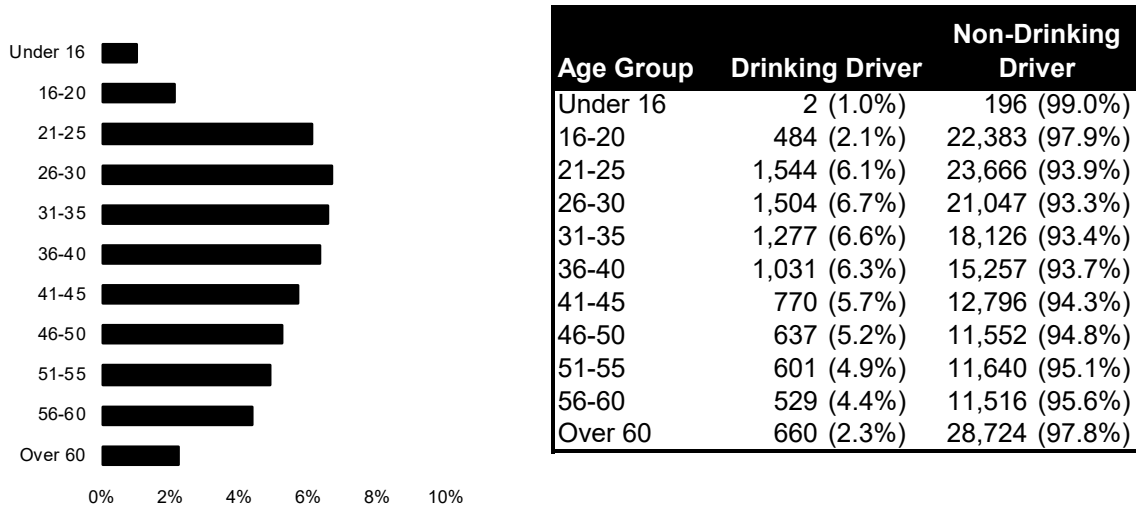 Under 16
16-20
21-25
26-30
31-35
36-40
41-45
46-50
51-55
56-60
Over 60
0% 2% 4% 6% 8% 10%
Non-Drinking
Age Group Drinking Driver Driver
Under 16 2 (1.0%) 196 (99.0%)
16-20 484 (2.1%) 22,383 (97.9%)
21-25 1,544 (6.1%) 23,666 (93.9%)
26-30 1,504 (6.7%) 21,047 (93.3%)
31-35 1,277 (6.6%) 18,126 (93.4%)
36-40 1,031 (6.3%) 15,257 (93.7%)
41-45 770 (5.7%) 12,796 (94.3%)
46-50 637 (5.2%) 11,552 (94.8%)
51-55 601 (4.9%) 11,640 (95.1%)
56-60 529 (4.4%) 11,516 (95.6%)
Over 60 660 (2.3%) 28,724 (97.8%)